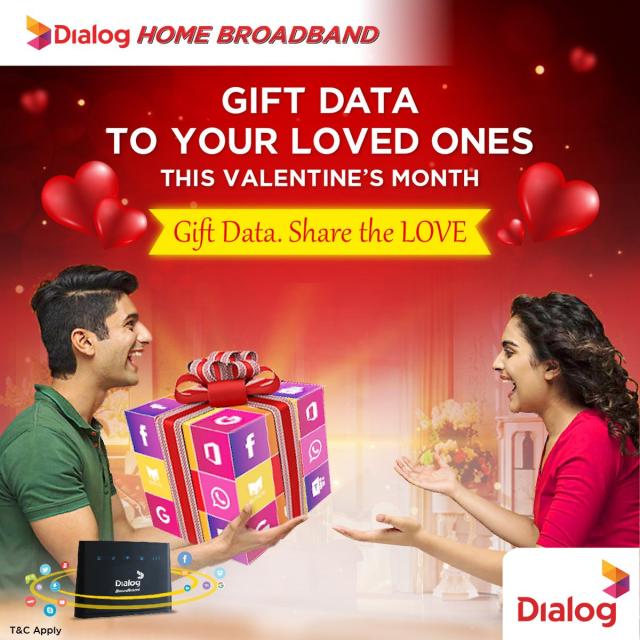 Dialog HOME BROADBAND
GIFT DATA
TO YOUR LOVED ONES
THIS VALENTINE'S MONTH
Gift Data. Share the LOVE
Dialog
T&C Apply
Dialog